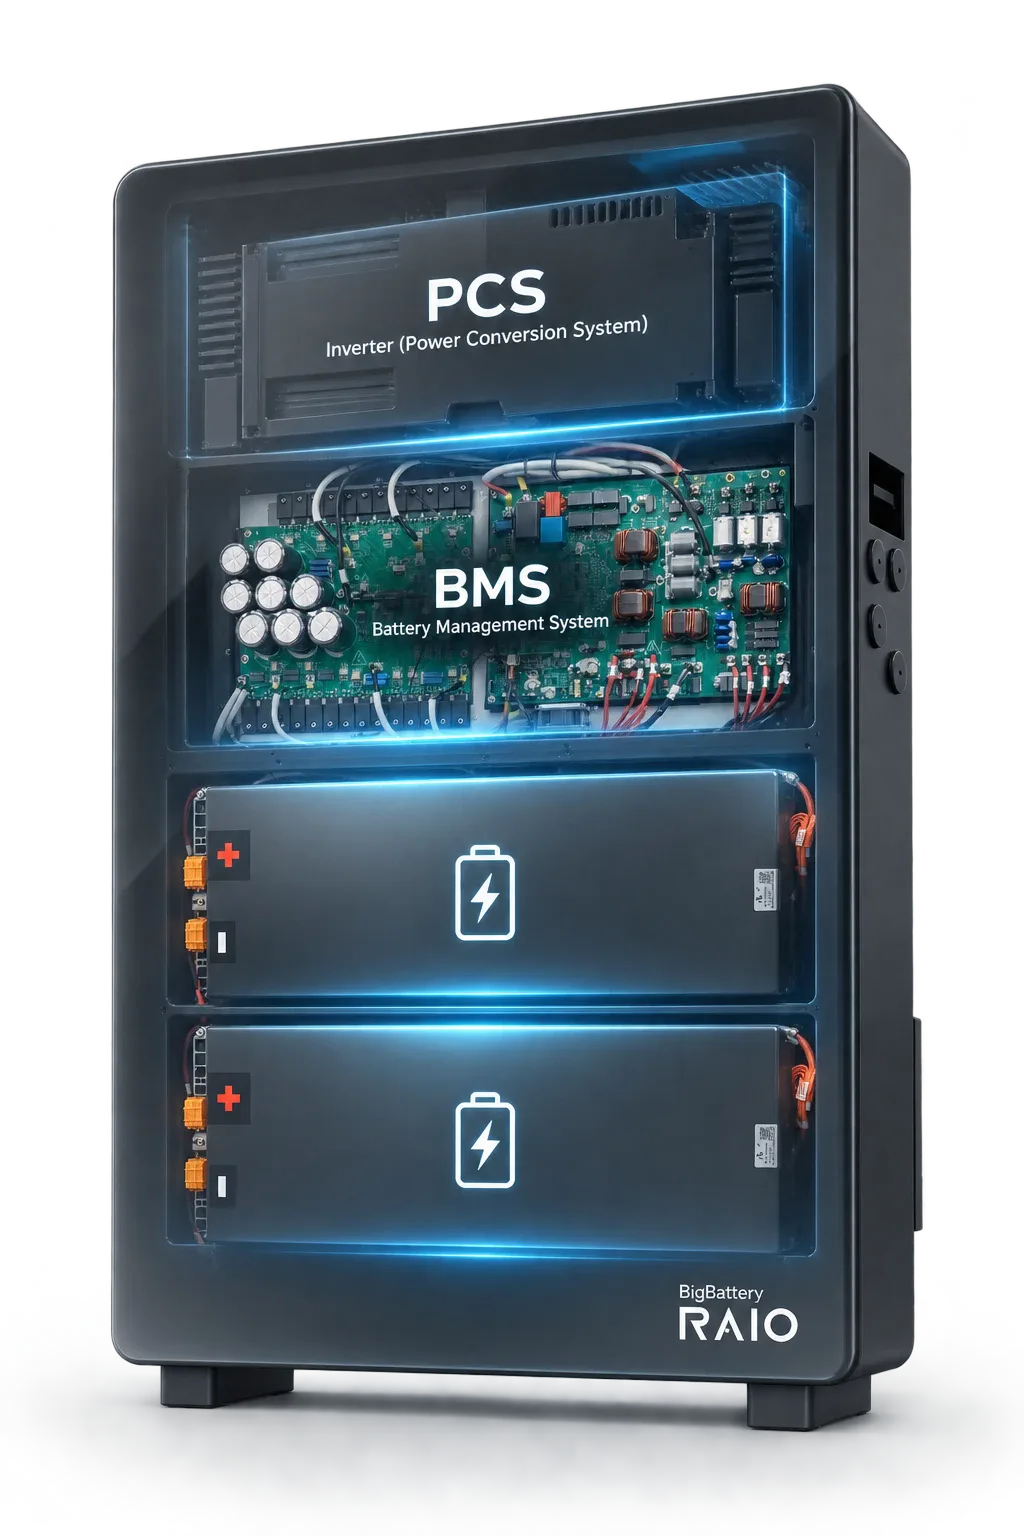 PCS
Inverter (Power Conversion System)
BMS
Battery Management System
+
-
+
-
BigBattery
RAIO